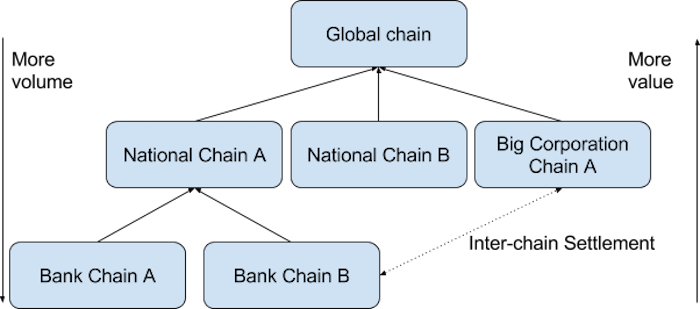 Global chain
More
volume
More
value
National Chain A
National Chain B
Big Corporation
Chain A
Inter-chain Settlement
Bank Chain A
Bank Chain B